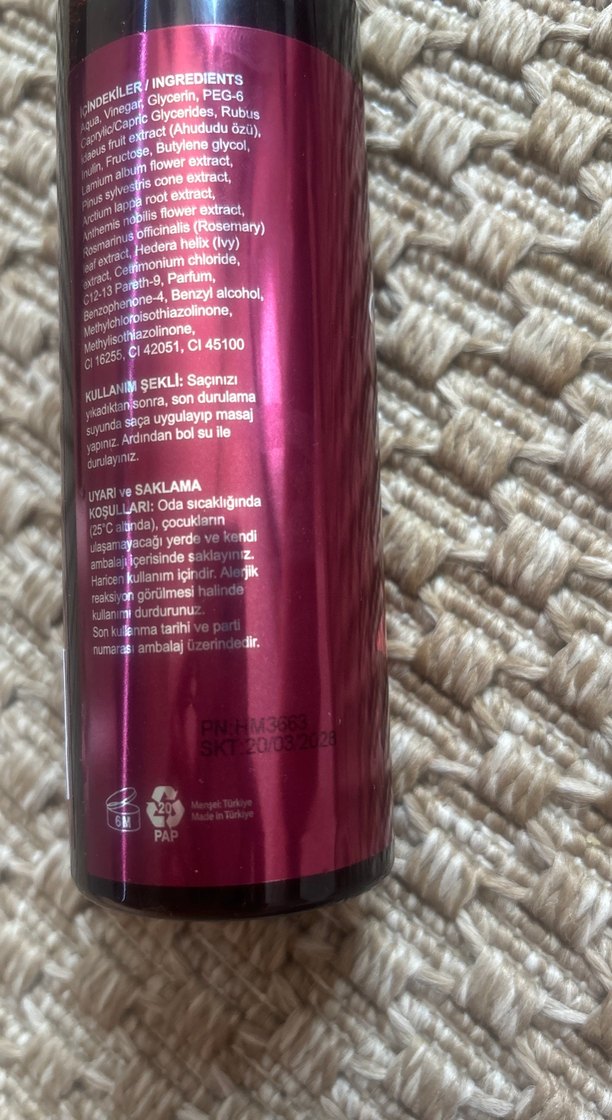 İÇİNDEKİLER / INGREDIENTS
Aqua, Vinegar, Glycerin, PEG-6
Caprylic/Capric Glycerides, Rubus
Idaeus fruit extract (Ahududu özü),
Inulin, Fructose, Butylene glycol,
Lamium album flower extract,
Pinus sylvestris cone extract,
Arctium lappa root extract,
Anthemis nobilis flower extract,
Rosmarinus officinalis (Rosemary)
leaf extract, Hedera helix (Ivy)
extract, Cetrimonium chloride,
C12-13 Pareth-9, Parfum,
Benzophenone-4, Benzyl alcohol,
Methylchloroisothiazolinone,
Methylisothiazolinone,
CI 16255, CI 42051, CI 45100
KULLANIM ŞEKLİ: Saçınızı
yıkadıktan sonra, son durulama
suyunda saça uygulayıp masaj
yapınız. Ardından bol su ile
durulayınız.
UYARI ve SAKLAMA
KOŞULLARI: Oda sıcaklığında
(25°C altında), çocukların
ulaşamayacağı yerde ve kendi
ambalajı içerisinde saklayınız.
Haricen kullanım içindir. Alerjik
reaksiyon görülmesi halinde
kullanımı durdurunuz.
Son kullanma tarihi ve parti
numarası ambalaj üzerindedir.
PN:HM3663
SKT:20/03/2028
6M
20
PAP
Menşei: Türkiye
Made in Türkiye